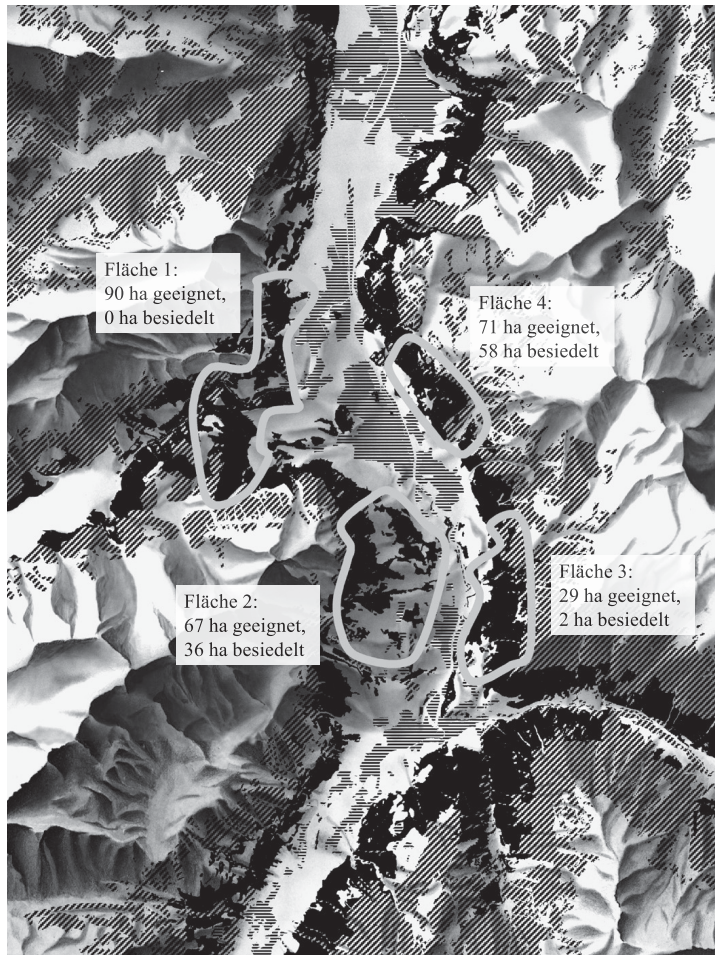 Fläche 1:
90 ha geeignet,
0 ha besiedelt
Fläche 4:
71 ha geeignet,
58 ha besiedelt
Fläche 3:
29 ha geeignet,
2 ha besiedelt
Fläche 2:
67 ha geeignet,
36 ha besiedelt